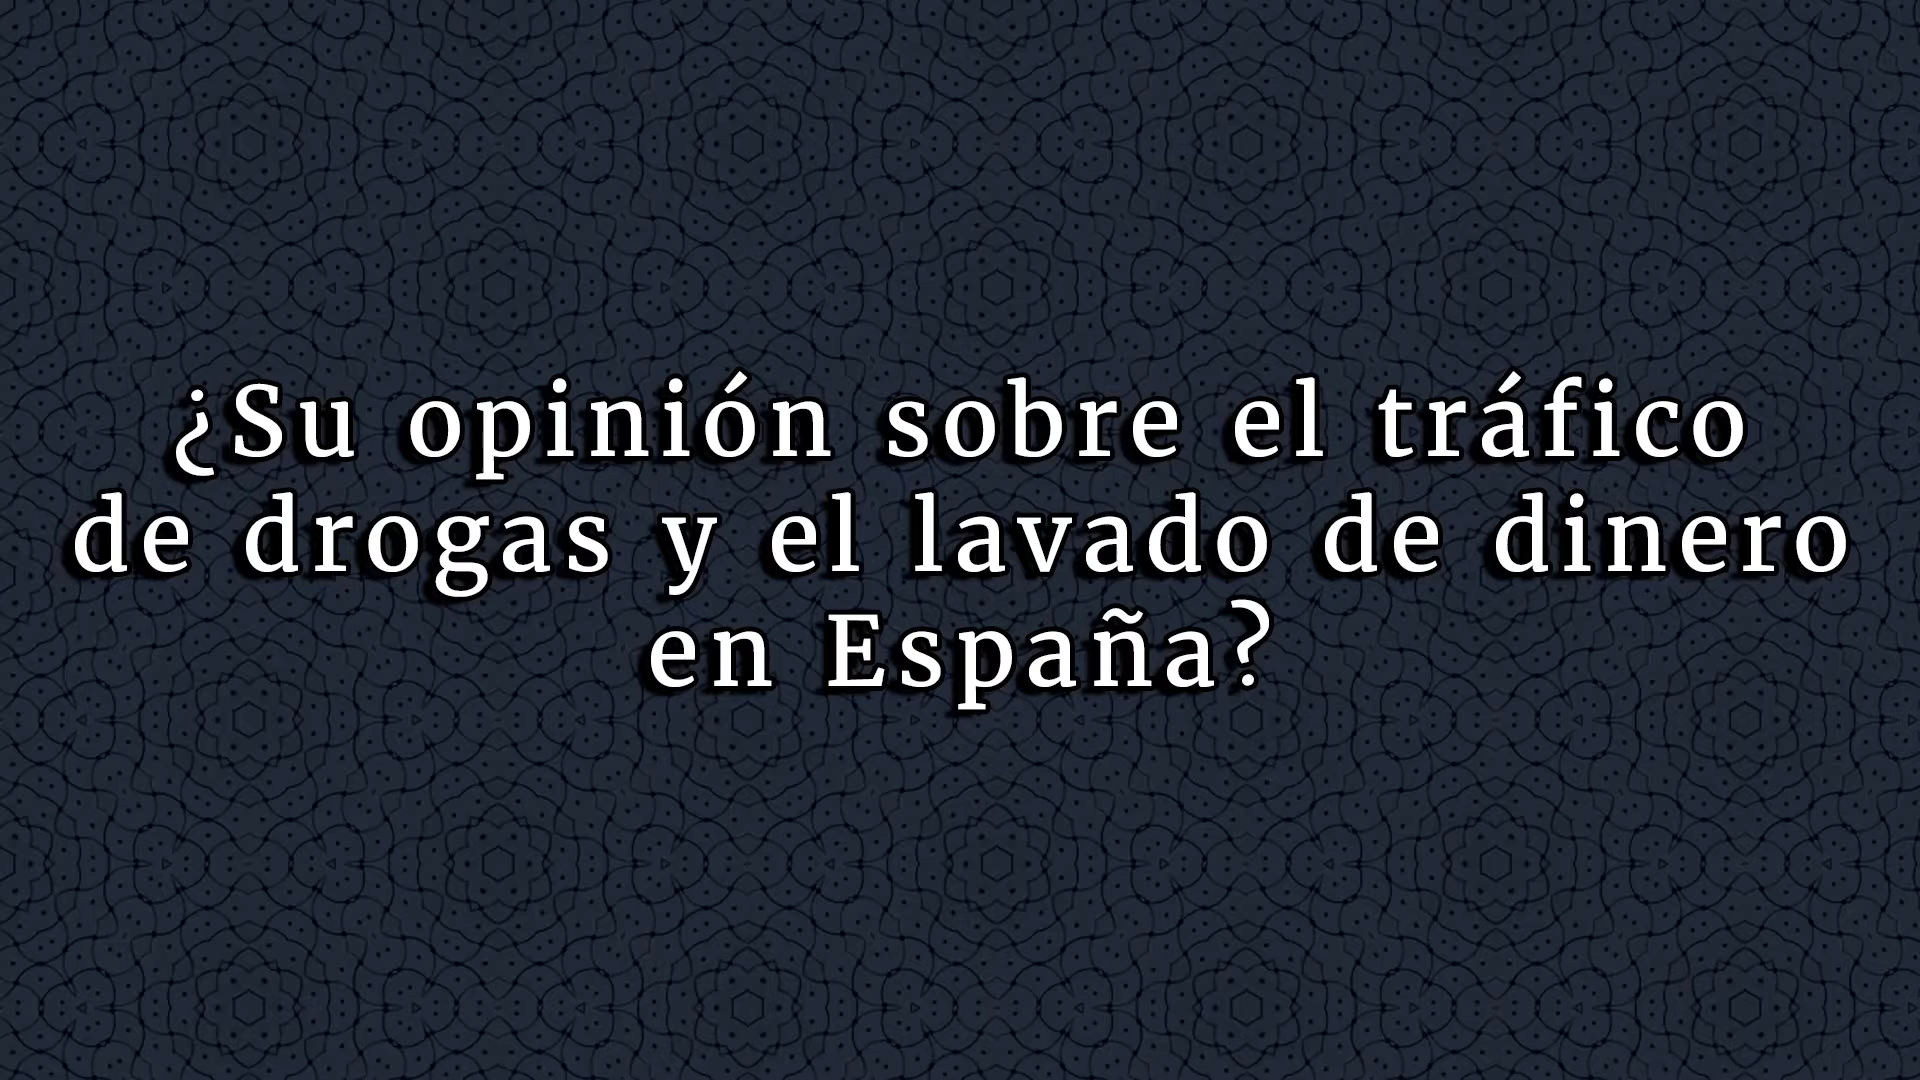 ¿Su opinión sobre el tráfico
de drogas y el lavado de dinero
en España?